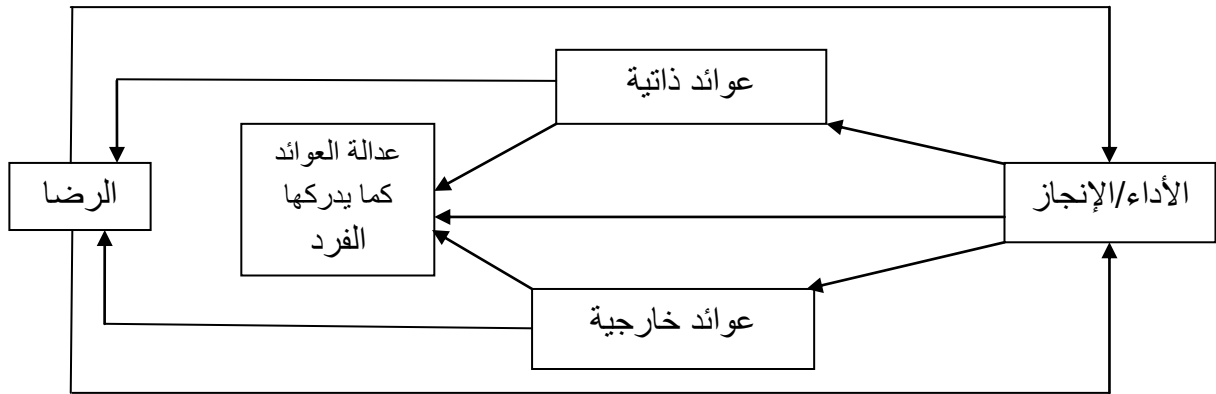 عوائد ذاتية
عدالة العوائد
كما يدركها
الفرد
الأداء/الإنجاز
الرضا
عوائد خارجية